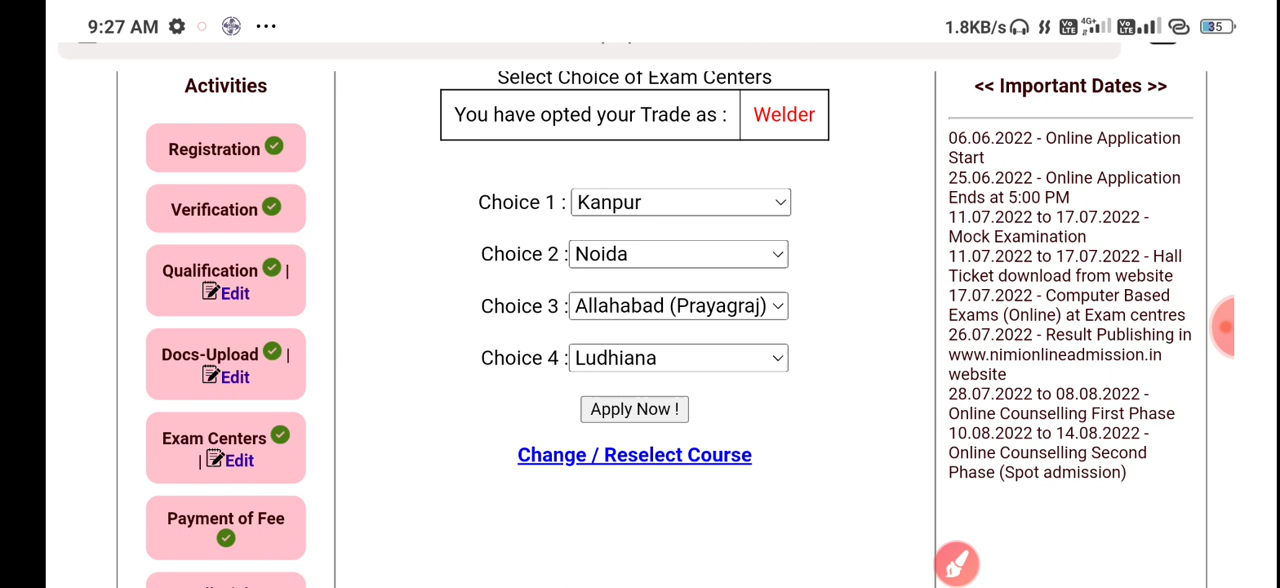 9:27 AM
1.8KB/s
4G+
Vo
LTE
Vo
LTE
35
Activities
Registration
Verification
Qualification |
Edit
Docs-Upload |
Edit
Exam Centers
| Edit
Payment of Fee
Select Choice of Exam Centers
You have opted your Trade as : Welder
Choice 1 : Kanpur
Choice 2 : Noida
Choice 3 : Allahabad (Prayagraj)
Choice 4 : Ludhiana
Apply Now !
Change / Reselect Course
<< Important Dates >>
06.06.2022 - Online Application
Start
25.06.2022 - Online Application
Ends at 5:00 PM
11.07.2022 to 17.07.2022 -
Mock Examination
11.07.2022 to 17.07.2022 - Hall
Ticket download from website
17.07.2022 - Computer Based
Exams (Online) at Exam centres
26.07.2022 - Result Publishing in
www.nimionlineadmission.in
website
28.07.2022 to 08.08.2022 -
Online Counselling First Phase
10.08.2022 to 14.08.2022 -
Online Counselling Second
Phase (Spot admission)